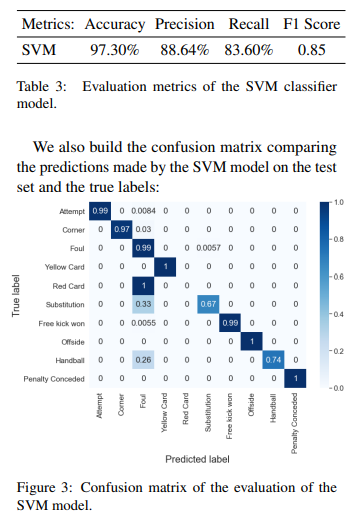 Metrics: Accuracy Precision Recall F1 Score
SVM 97.30% 88.64% 83.60% 0.85
Table 3: Evaluation metrics of the SVM classifier
model.
We also build the confusion matrix comparing
the predictions made by the SVM model on the test
set and the true labels:
True label
Attempt 0.99 0 0.0084 0 0 0 0 0 0 0
Corner 0 0.97 0.03 0 0 0 0 0 0 0
Foul 0 0 0.99 0 0 0.0057 0 0 0 0
Yellow Card 0 0 0 1 0 0 0 0 0 0
Red Card 0 0 1 0 0 0 0 0 0 0
Substitution 0 0 0.33 0 0 0.67 0 0 0 0
Free kick won 0 0 0.0055 0 0 0 0.99 0 0 0
Offside 0 0 0 0 0 0 0 1 0 0
Handball 0 0 0.26 0 0 0 0 0 0.74 0
Penalty Conceded 0 0 0 0 0 0 0 0 0 1
Attempt
Corner
Foul
Yellow Card
Red Card
Substitution
Free kick won
Offside
Handball
Penalty Conceded
Predicted label
1.0
0.8
0.6
0.4
0.2
0.0
Figure 3: Confusion matrix of the evaluation of the
SVM model.